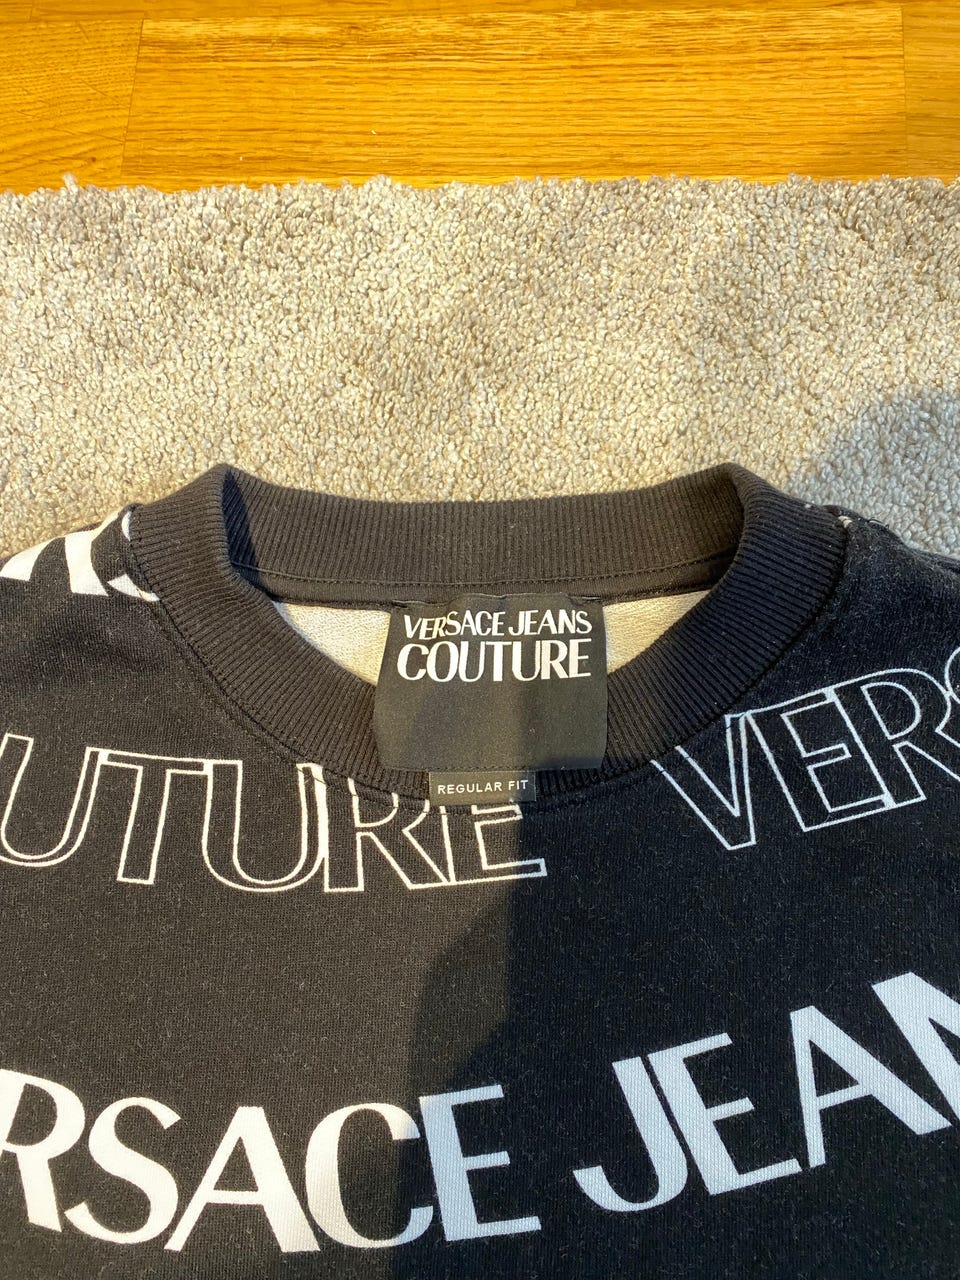 VERSACE JEANS
COUTURE
REGULAR FIT
UTURE
VERS
RSACE JEAN